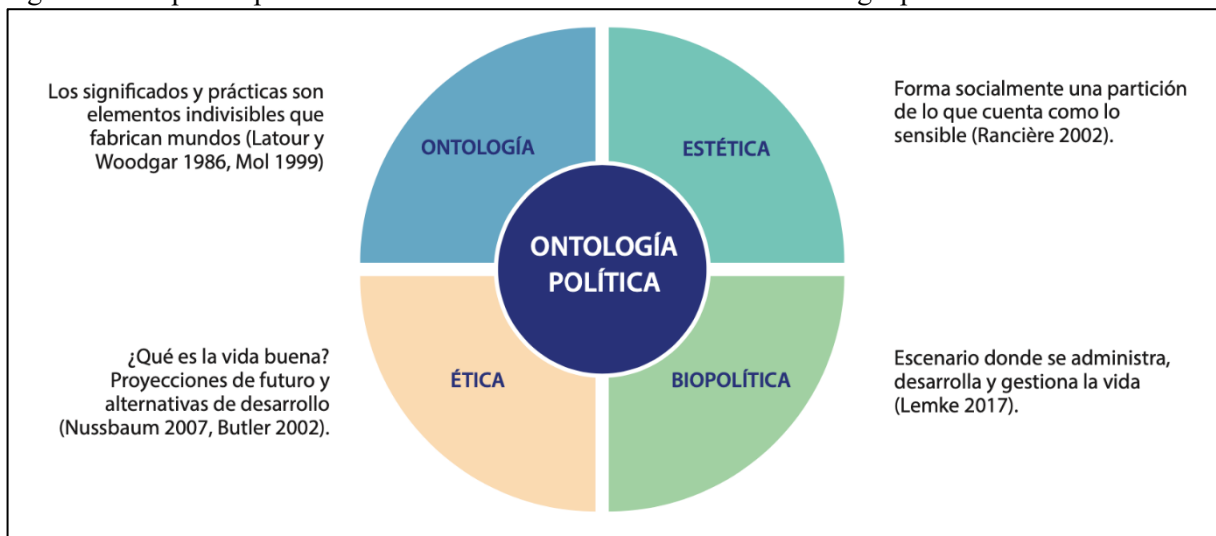 Los significados y prácticas son
elementos indivisibles que
fabrican mundos (Latour y
Woodgar 1986, Mol 1999)
ONTOLOGÍA
ESTÉTICA
Forma socialmente una partición
de lo que cuenta como lo
sensible (Rancière 2002).
ONTOLOGÍA
POLÍTICA
¿Qué es la vida buena?
Proyecciones de futuro y
alternativas de desarrollo
(Nussbaum 2007, Butler 2002).
ÉTICA
BIOPOLÍTICA
Escenario donde se administra,
desarrolla y gestiona la vida
(Lemke 2017).